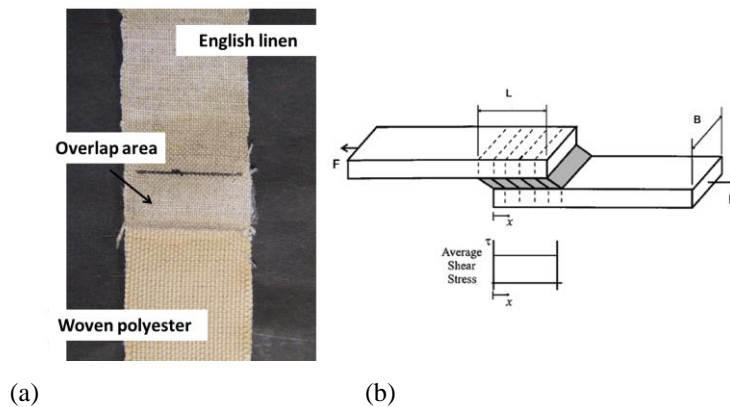 English linen
Overlap area
Woven polyester
(a)
L
B
F
x
τ
Average
Shear
Stress
x
(b)